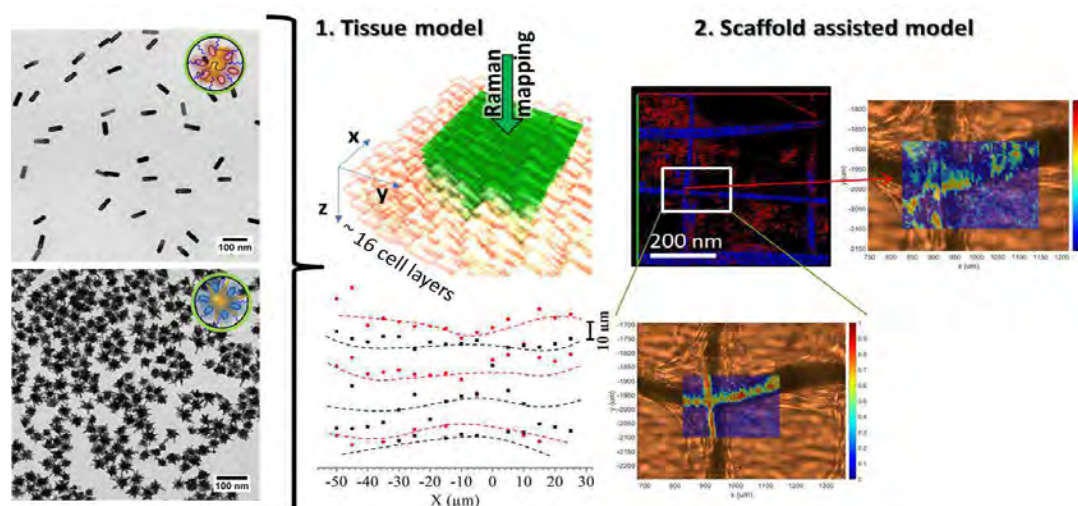 100 nm
100 nm
1. Tissue model
Raman
mapping
x
y
z
~ 16 cell layers
10 µm
-50 -40 -30 -20 -10 0 10 20 30
X (µm)
2. Scaffold assisted model
200 nm
-1800
-1850
-1900
-1950
-2000
-2050
-2100
-2150
750 800 850 900 950 1000 1050 1100 1150 1200
x (um)
-1700
-1750
-1800
-1850
-1900
-1950
-2000
-2050
-2100
-2150
-2200
y (um)
700 800 900 1000 1100 1200 1300
x (um)
1
0.9
0.8
0.7
0.6
0.5
0.4
0.3
0.2
0.1
0